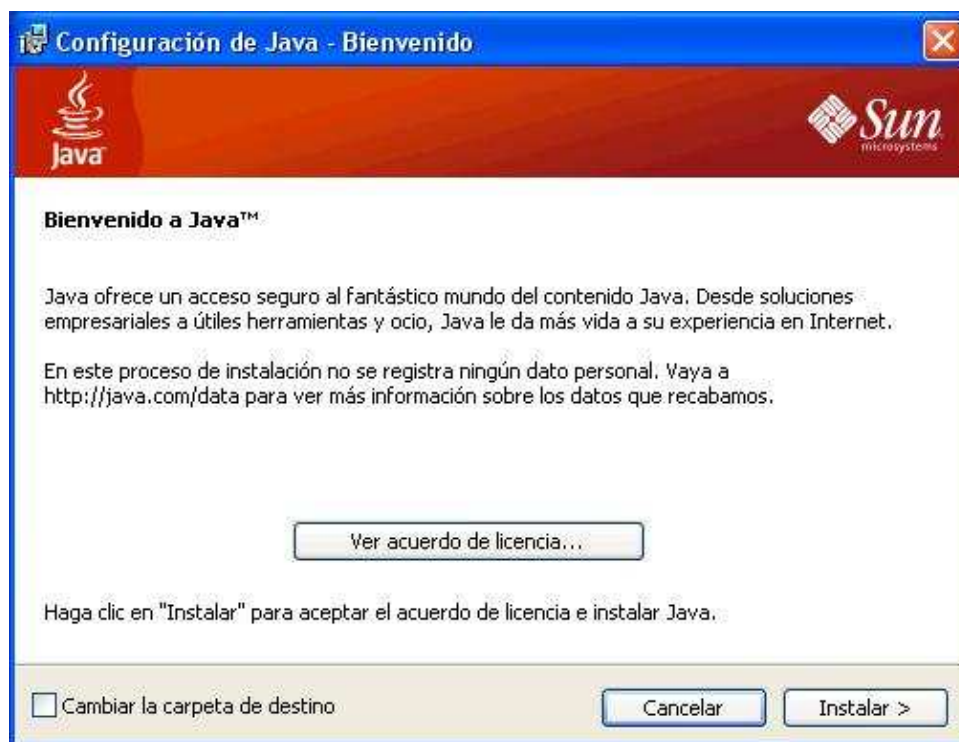 Configuración de Java - Bienvenido
Java
Sun
microsystems
Bienvenido a Java™
Java ofrece un acceso seguro al fantástico mundo del contenido Java. Desde soluciones
empresariales a útiles herramientas y ocio, Java le da más vida a su experiencia en Internet.
En este proceso de instalación no se registra ningún dato personal. Vaya a
http://java.com/data para ver más información sobre los datos que recabamos.
Ver acuerdo de licencia...
Haga clic en "Instalar" para aceptar el acuerdo de licencia e instalar Java.
Cambiar la carpeta de destino
Cancelar
Instalar >